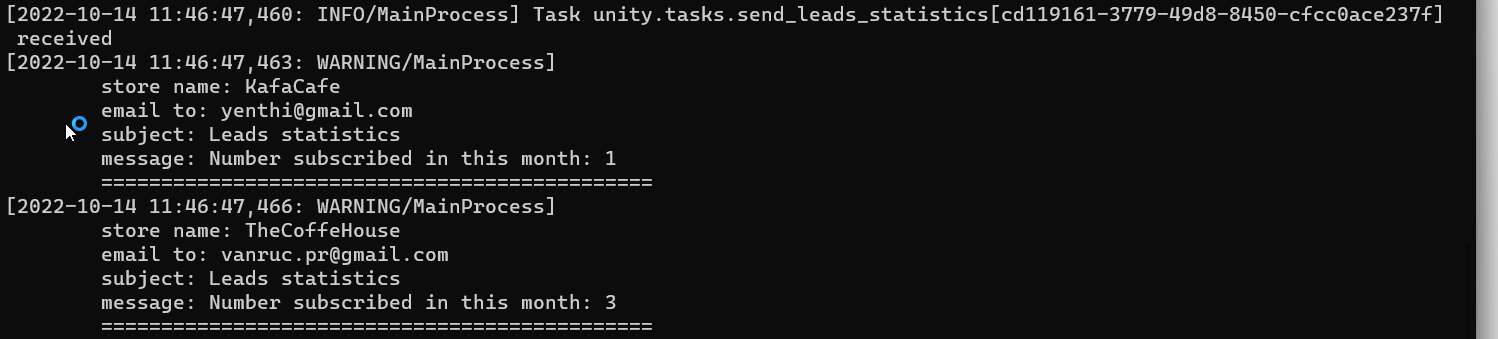 [2022-10-14 11:46:47,460: INFO/MainProcess] Task unity.tasks.send_leads_statistics[cd119161-3779-49d8-8450-cfcc0ace237f]
received
[2022-10-14 11:46:47,463: WARNING/MainProcess]
store name: KafaCafe
email to: yenthi@gmail.com
subject: Leads statistics
message: Number subscribed in this month: 1
==============================================
[2022-10-14 11:46:47,466: WARNING/MainProcess]
store name: TheCoffeHouse
email to: vanruc.pr@gmail.com
subject: Leads statistics
message: Number subscribed in this month: 3
==============================================